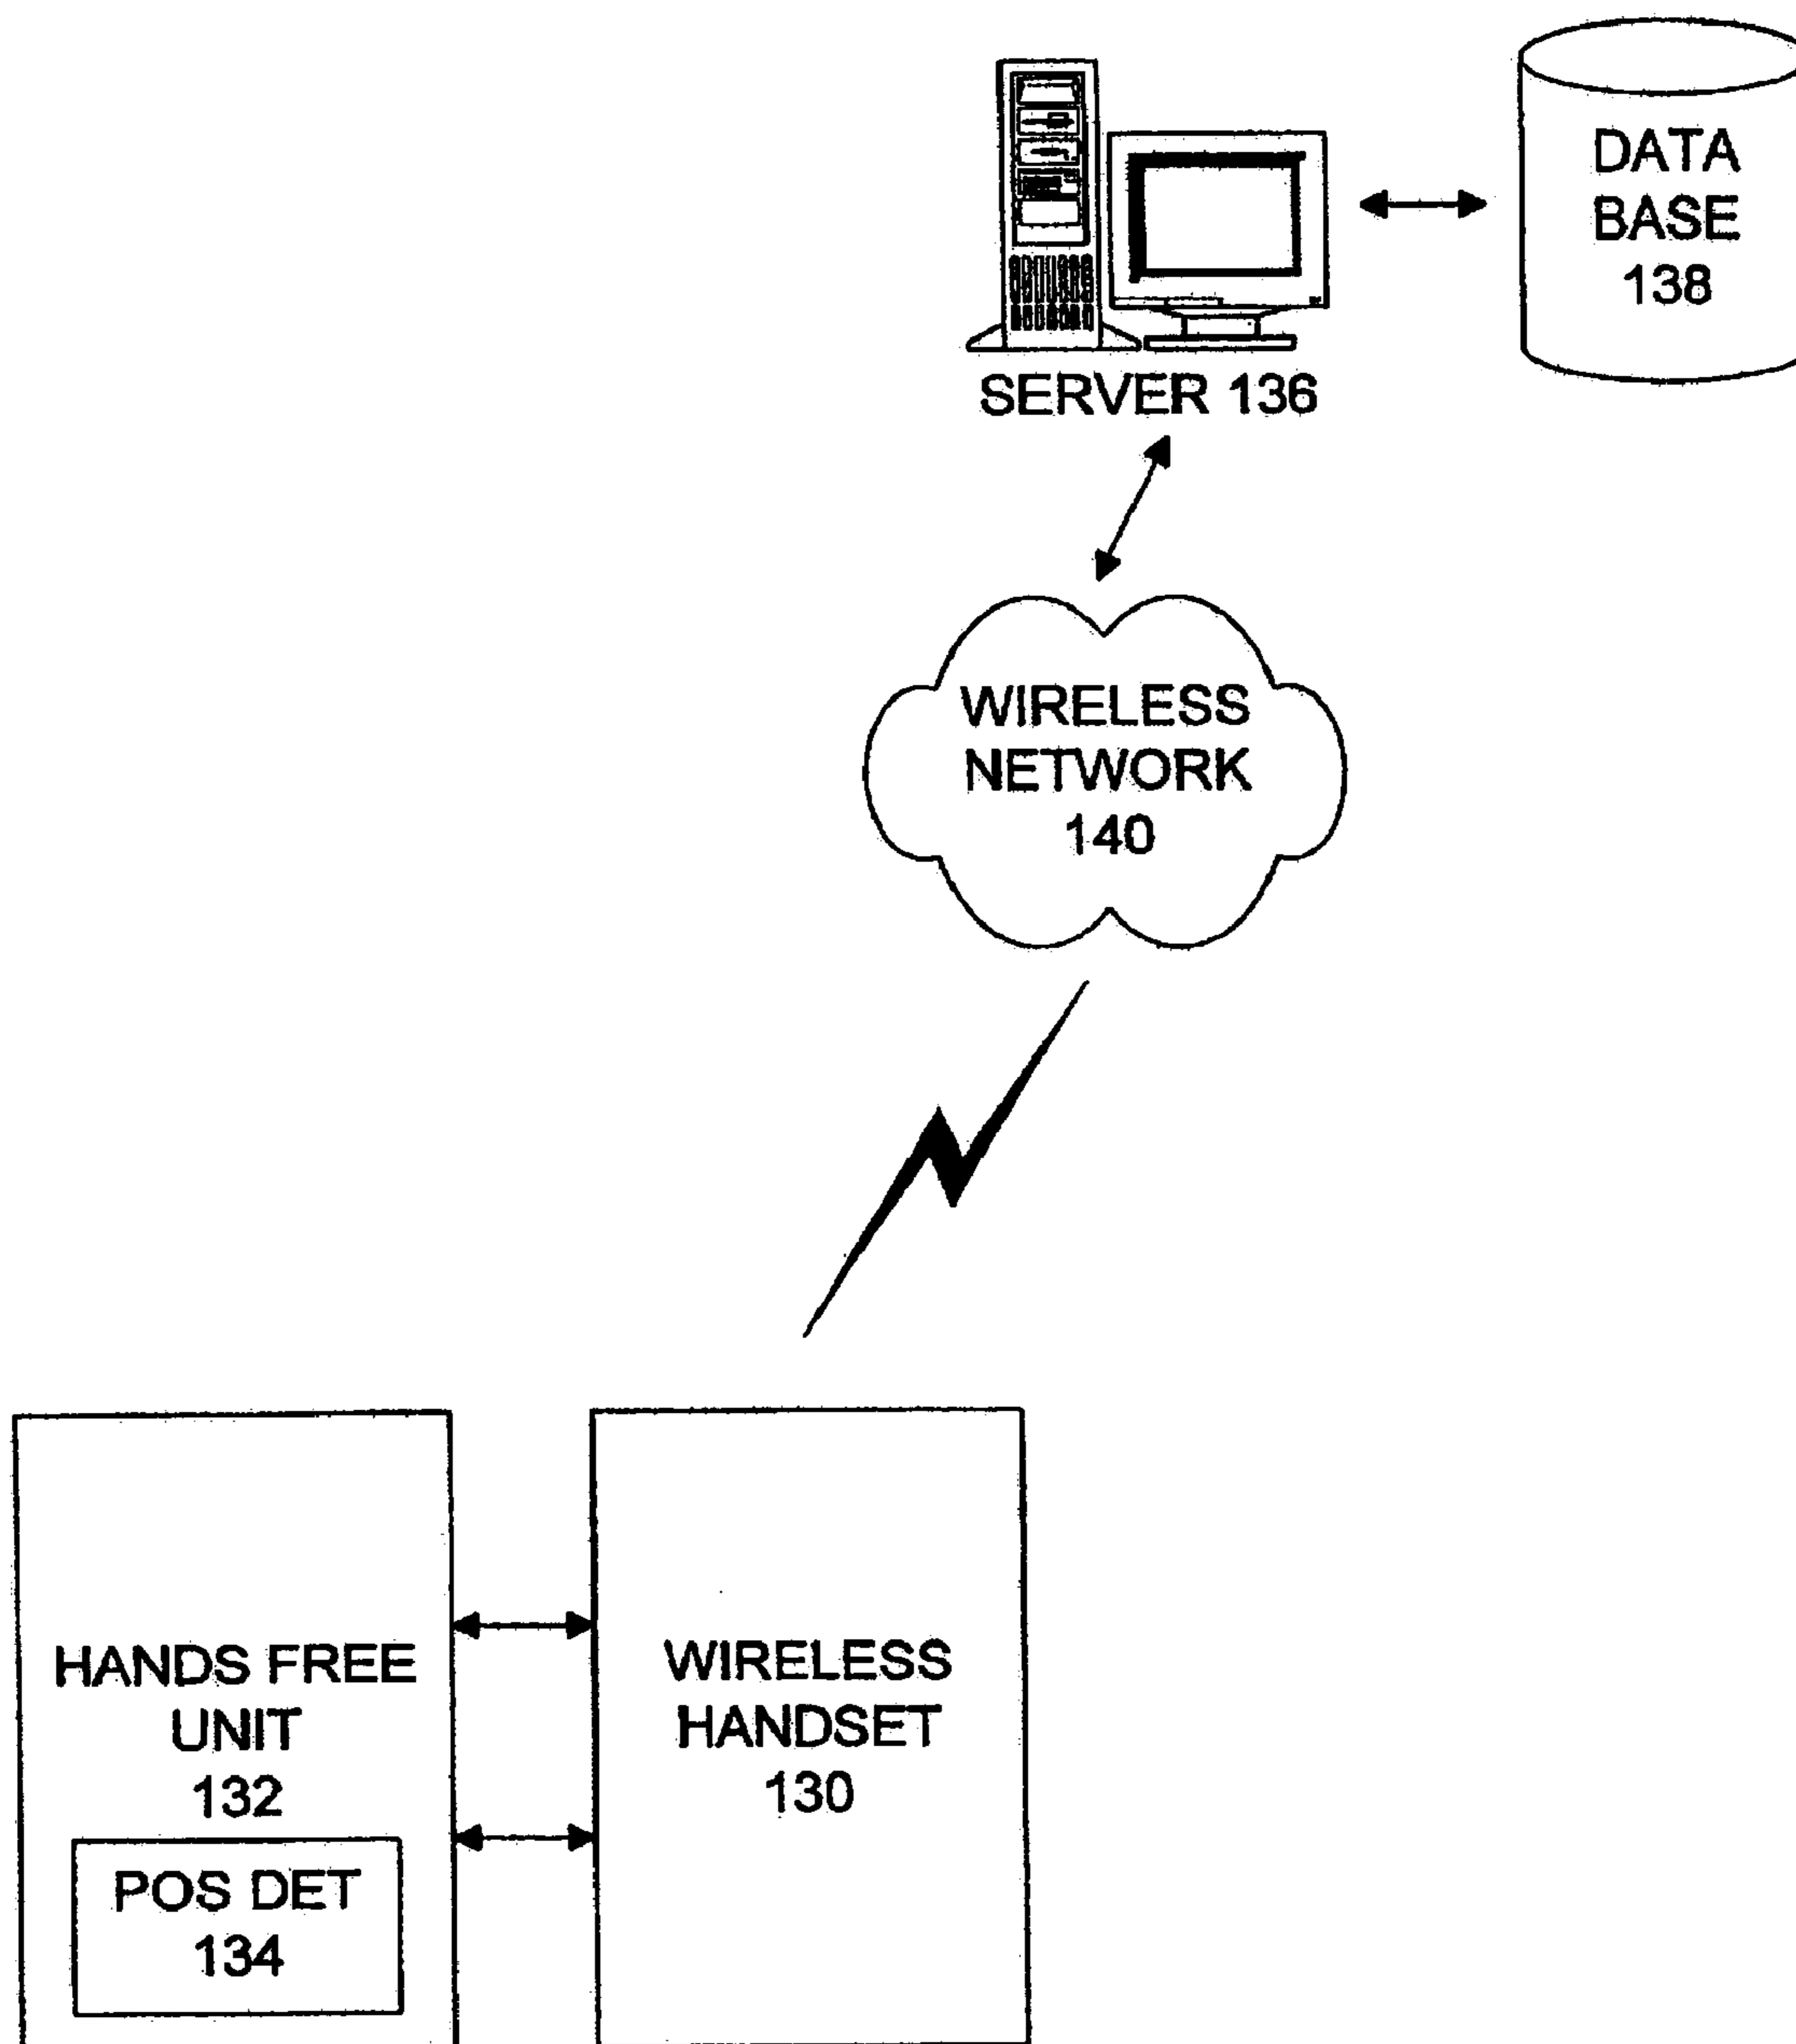 DATA
BASE
138
SERVER 136
WIRELESS
NETWORK
140
HANDS FREE
UNIT
132
POS DET
134
WIRELESS
HANDSET
130